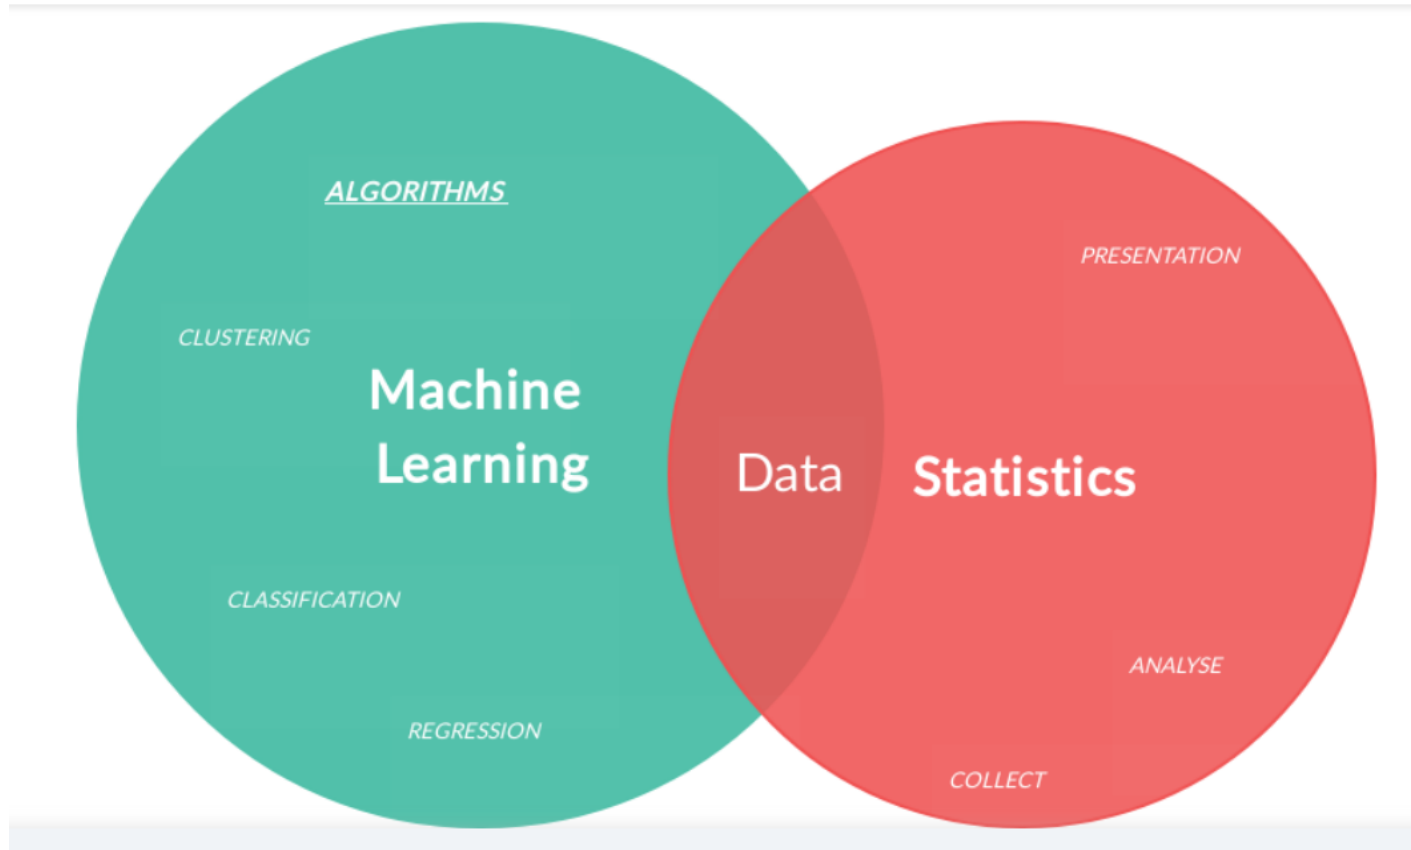 ALGORITHMS
PRESENTATION
CLUSTERING
Machine
Learning
Data
Statistics
CLASSIFICATION
ANALYSE
REGRESSION
COLLECT